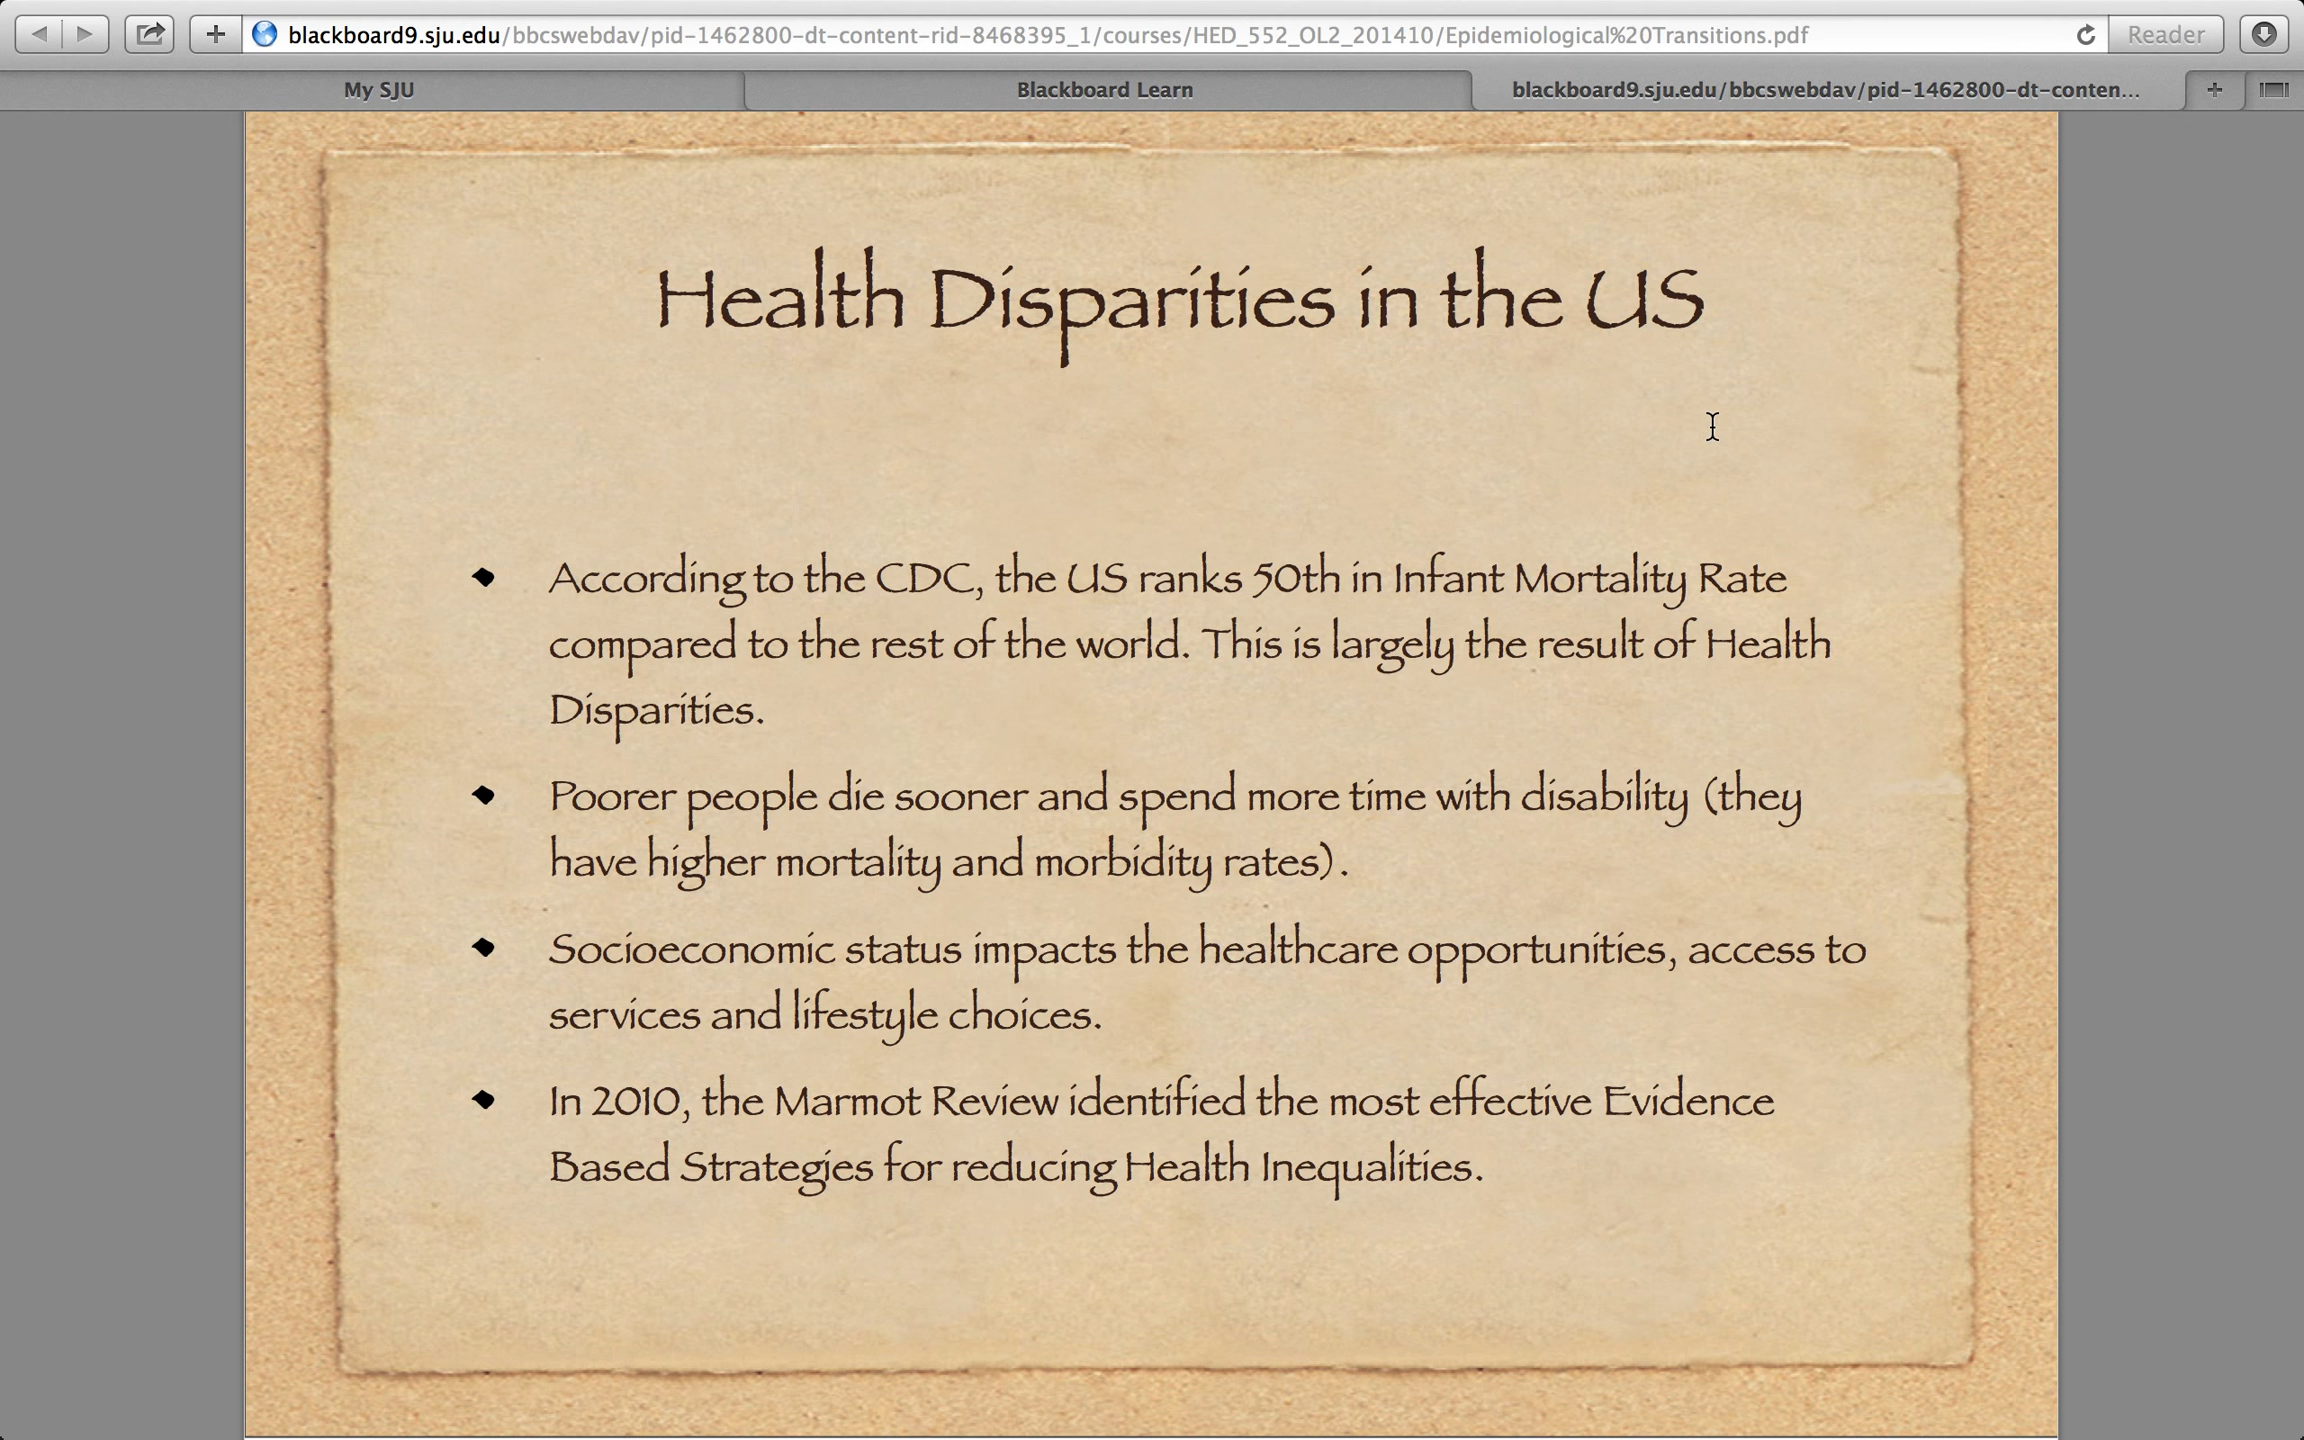 blackboard9.sju.edu/bbcswebdav/pid-1462800-dt-content-rid-8468395_1/courses/HED_552_OL2_201410/Epidemiological%20Transitions.pdf
Reader
My SJU
Blackboard Learn
blackboard9.sju.edu/bbcswebdav/pid-1462800-dt-conten...
Health Disparities in the US
According to the CDC, the US ranks 50th in Infant Mortality Rate
compared to the rest of the world. This is largely the result of Health
Disparities.
Poorer people die sooner and spend more time with disability (they
have higher mortality and morbidity rates).
Socioeconomic status impacts the healthcare opportunities, access to
services and lifestyle choices.
In 2010, the Marmot Review identified the most effective Evidence
Based Strategies for reducing Health Inequalities.